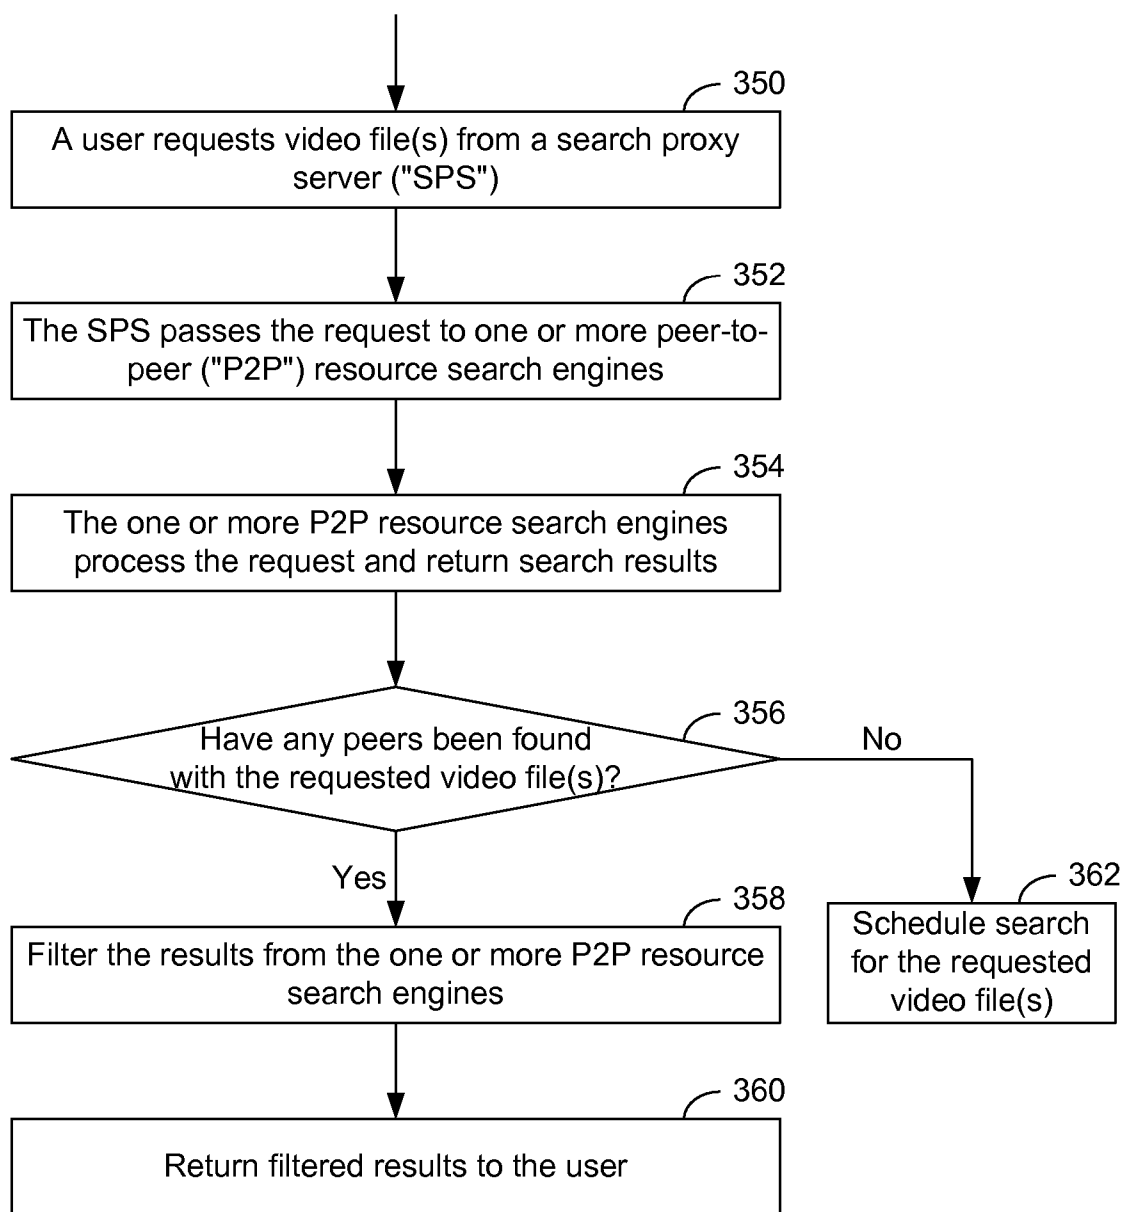 350
A user requests video file(s) from a search proxy
server ("SPS")
352
The SPS passes the request to one or more peer-to-
peer ("P2P") resource search engines
354
The one or more P2P resource search engines
process the request and return search results
356
Have any peers been found
with the requested video file(s)?
No
Yes
358
Filter the results from the one or more P2P resource
search engines
362
Schedule search
for the requested
video file(s)
360
Return filtered results to the user